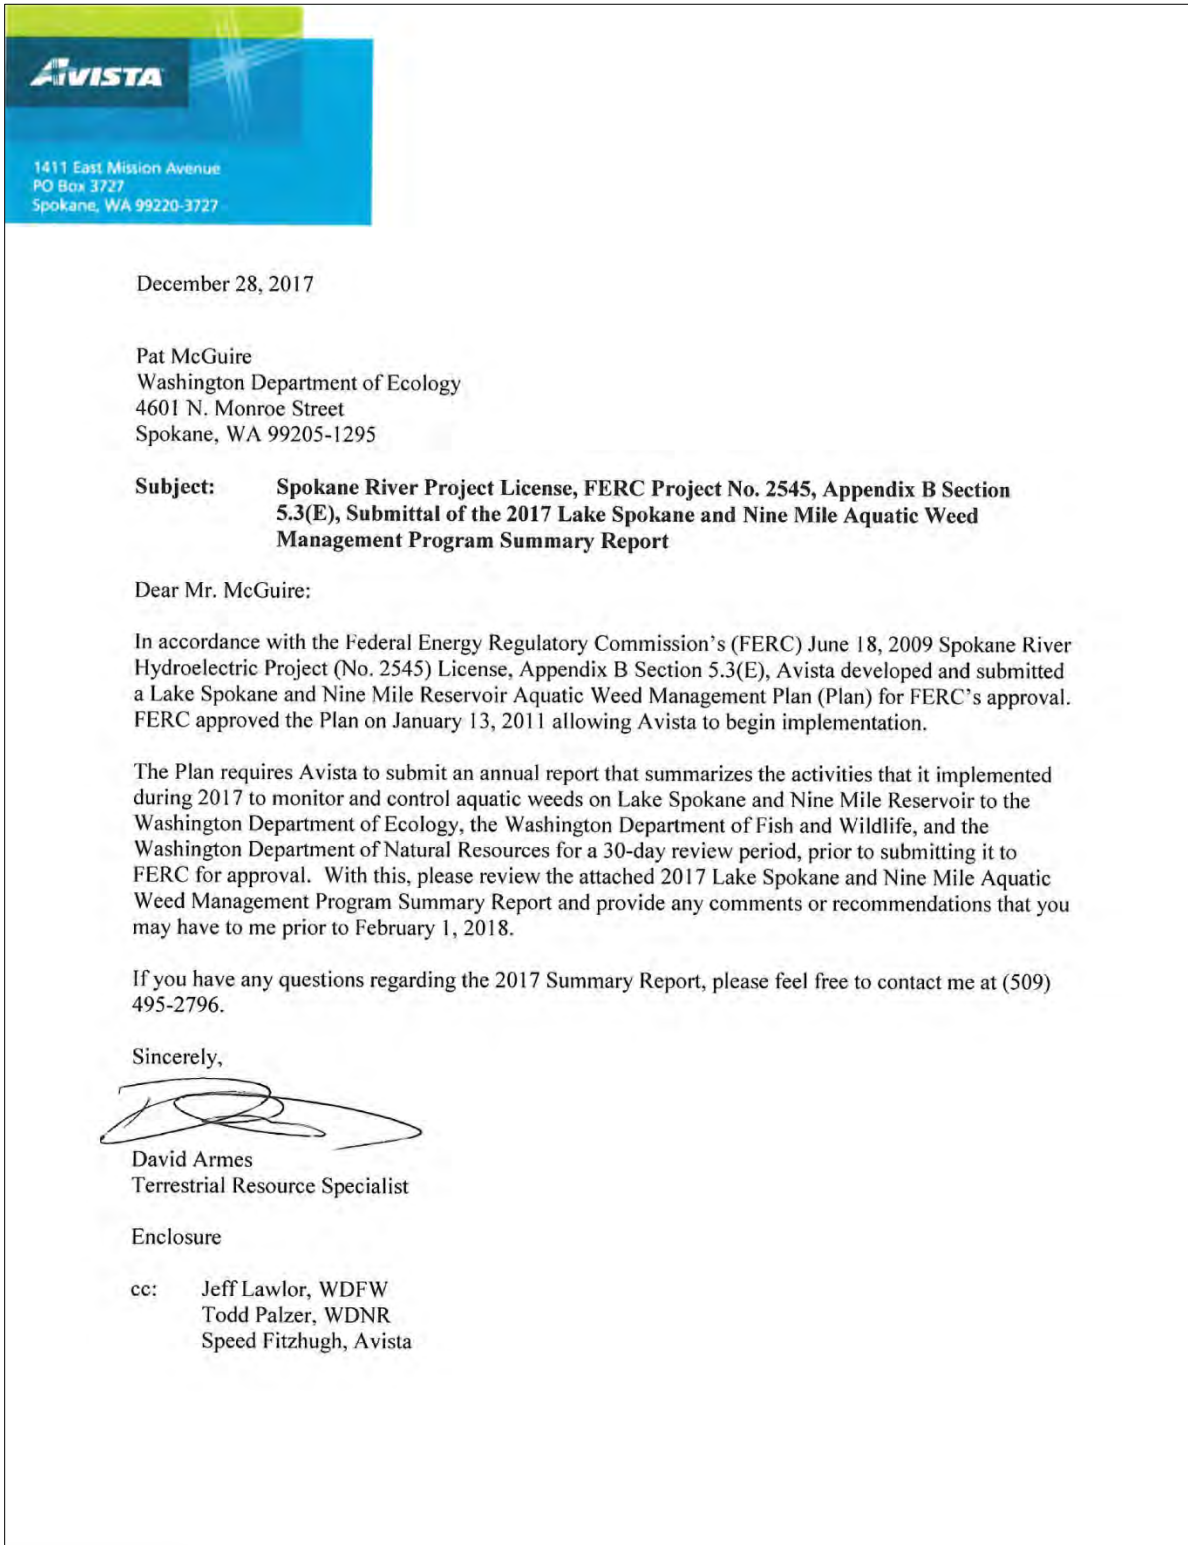 AVISTA
1411 East Mission Avenue
PO Box 3727
Spokane, WA 99220-3727
December 28, 2017
Pat McGuire
Washington Department of Ecology
4601 N. Monroe Street
Spokane, WA 99205-1295
Subject: Spokane River Project License, FERC Project No. 2545, Appendix B Section
5.3(E), Submittal of the 2017 Lake Spokane and Nine Mile Aquatic Weed
Management Program Summary Report
Dear Mr. McGuire:
In accordance with the Federal Energy Regulatory Commission's (FERC) June 18, 2009 Spokane River
Hydroelectric Project (No. 2545) License, Appendix B Section 5.3(E), Avista developed and submitted
a Lake Spokane and Nine Mile Reservoir Aquatic Weed Management Plan (Plan) for FERC's approval.
FERC approved the Plan on January 13, 2011 allowing Avista to begin implementation.
The Plan requires Avista to submit an annual report that summarizes the activities that it implemented
during 2017 to monitor and control aquatic weeds on Lake Spokane and Nine Mile Reservoir to the
Washington Department of Ecology, the Washington Department of Fish and Wildlife, and the
Washington Department of Natural Resources for a 30-day review period, prior to submitting it to
FERC for approval. With this, please review the attached 2017 Lake Spokane and Nine Mile Aquatic
Weed Management Program Summary Report and provide any comments or recommendations that you
may have to me prior to February 1, 2018.
If you have any questions regarding the 2017 Summary Report, please feel free to contact me at (509)
495-2796.
Sincerely,
David Armes
Terrestrial Resource Specialist
Enclosure
cc: Jeff Lawlor, WDFW
Todd Palzer, WDNR
Speed Fitzhugh, Avista